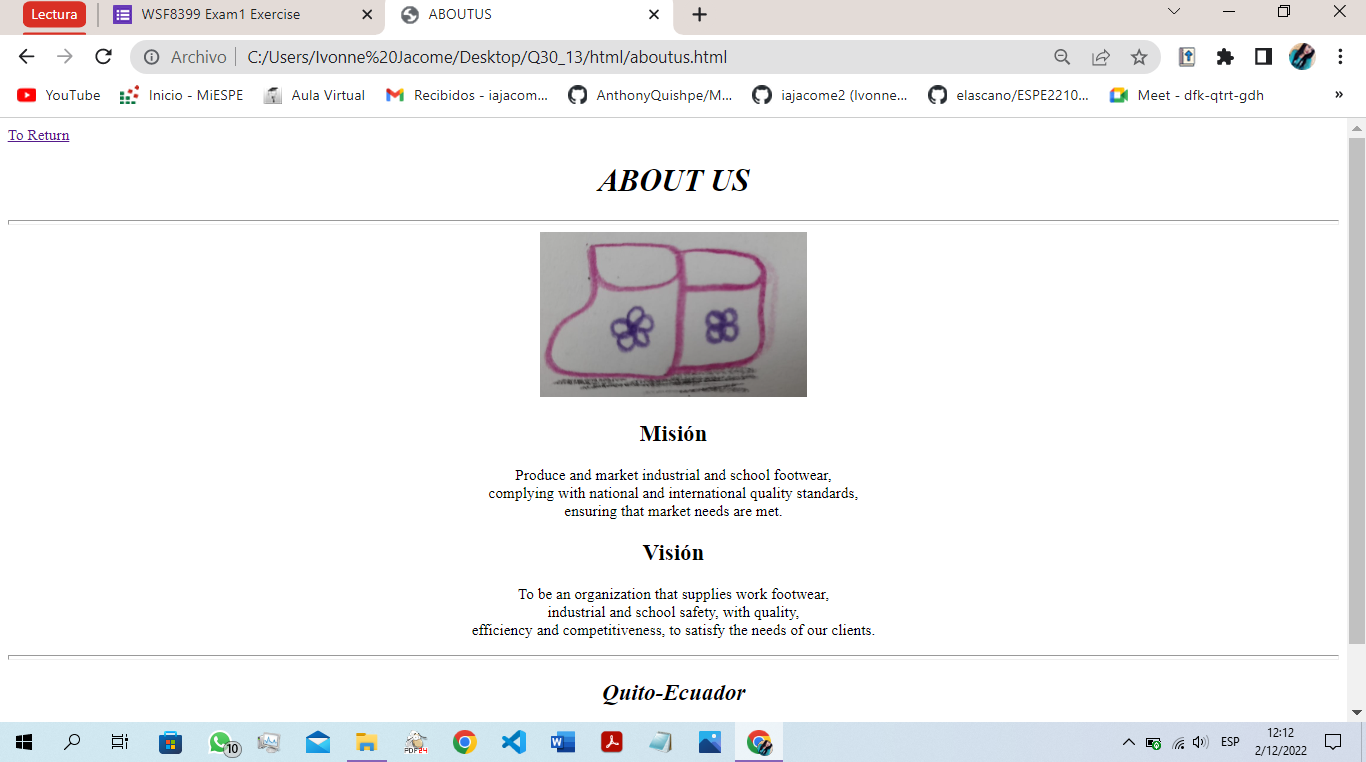 Lectura
WSF8399 Exam1 Exercise
ABOUTUS
Archivo
C:/Users/Ivonne%20Jacome/Desktop/Q30_13/html/aboutus.html
YouTube
Inicio - MiESPE
Aula Virtual
Recibidos - iajacom...
AnthonyQuishpe/M...
iajacome2 (Ivonne...
elascano/ESPE2210...
Meet - dfk-qtrt-gdh
»
To Return
ABOUT US
Misión
Produce and market industrial and school footwear,
complying with national and international quality standards,
ensuring that market needs are met.
Visión
To be an organization that supplies work footwear,
industrial and school safety, with quality,
efficiency and competitiveness, to satisfy the needs of our clients.
Quito-Ecuador
10
PDF24
ESP
12:12
2/12/2022